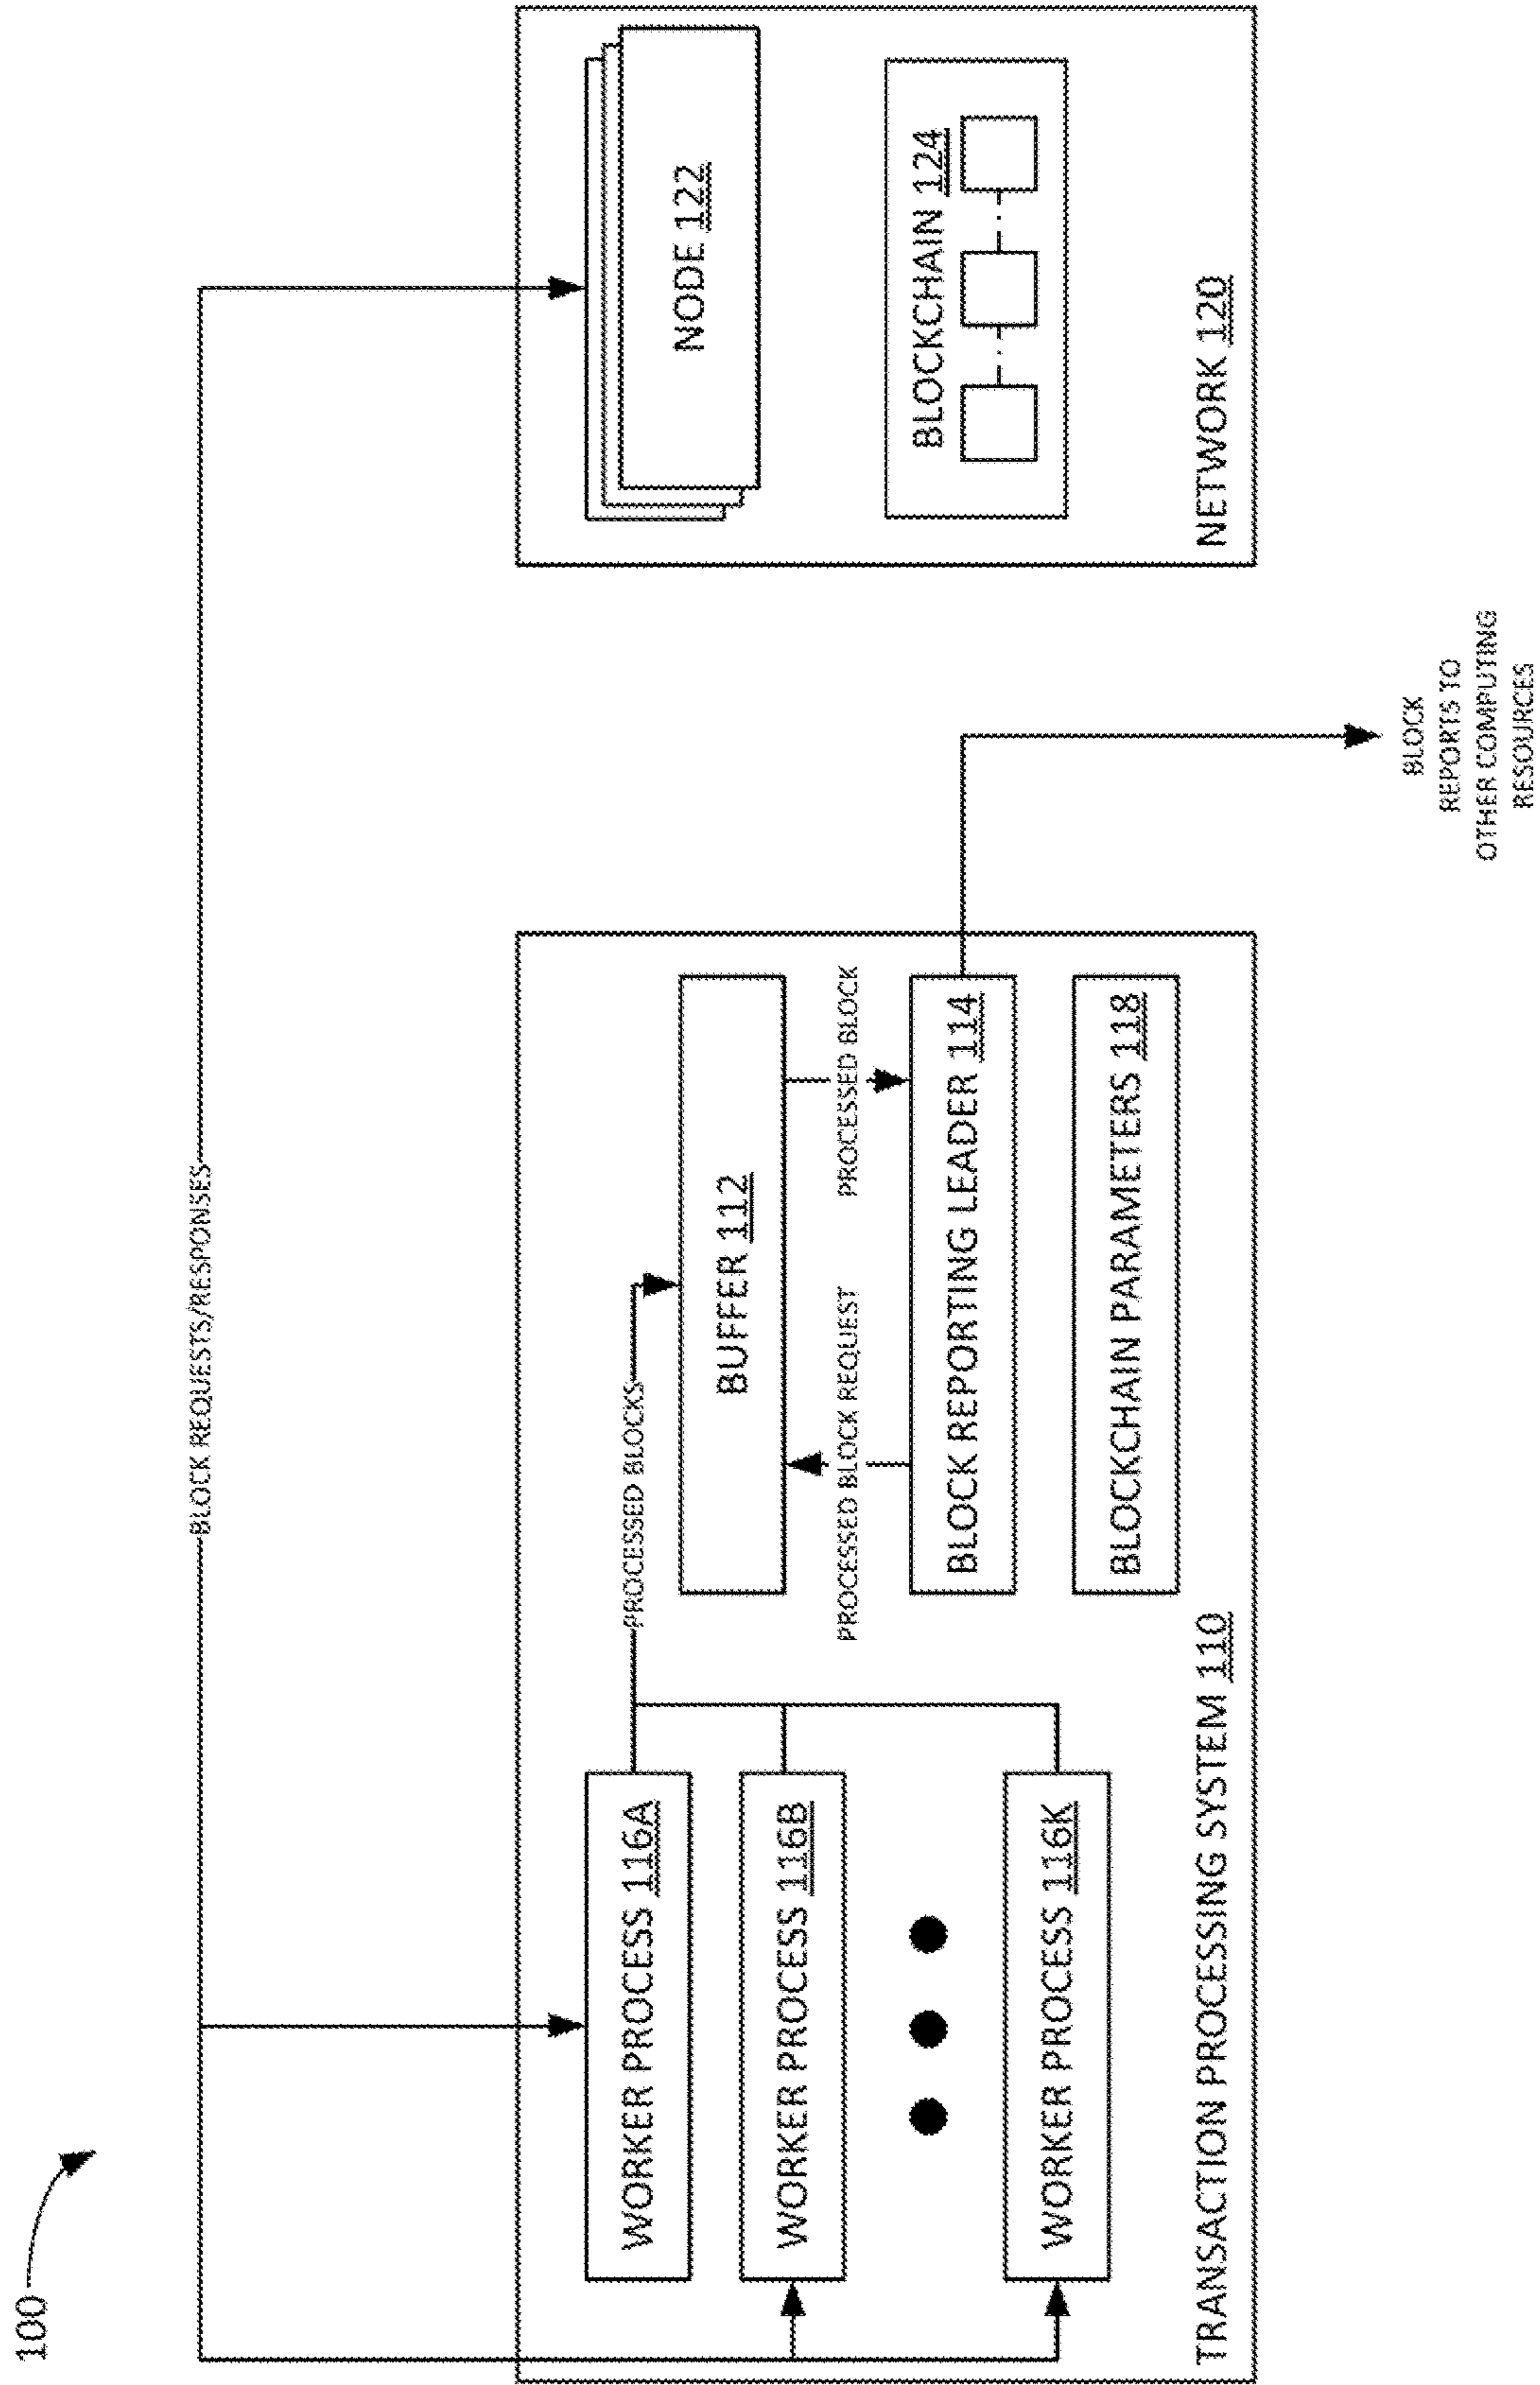 100
BLOCK REQUESTS/RESPONSES
WORKER PROCESS 116A
WORKER PROCESS 116B
WORKER PROCESS 116K
PROCESSED BLOCKS
BUFFER 112
PROCESSED BLOCK REQUEST
PROCESSED BLOCK
BLOCK REPORTING LEADER 114
BLOCKCHAIN PARAMETERS 118
TRANSACTION PROCESSING SYSTEM 110
NODE 122
BLOCKCHAIN 124
NETWORK 120
BLOCK
REPORTS TO
OTHER COMPUTING
RESOURCES